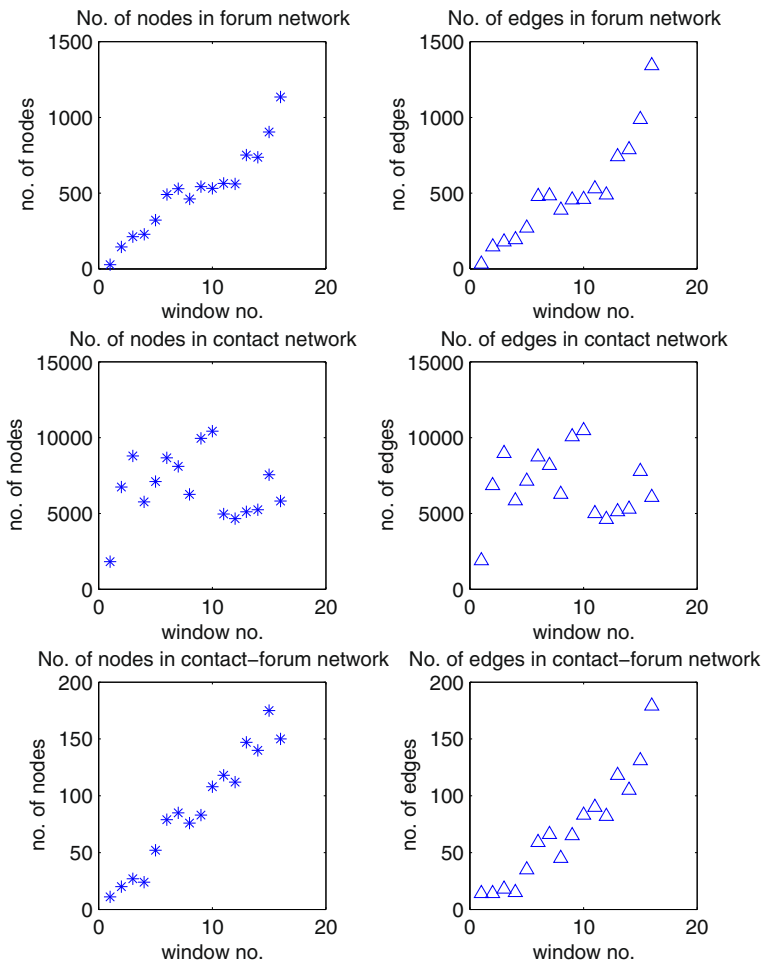 No. of nodes in forum network
1500
1000
500
0
no. of nodes
0 10 20
window no.
No. of edges in forum network
1500
1000
500
0
no. of edges
0 10 20
window no.
No. of nodes in contact network
15000
10000
5000
0
no. of nodes
0 10 20
window no.
No. of edges in contact network
15000
10000
5000
0
no. of edges
0 10 20
window no.
No. of nodes in contact−forum network
200
150
100
50
0
no. of nodes
0 10 20
window no.
No. of edges in contact−forum network
200
150
100
50
0
no. of edges
0 10 20
window no.